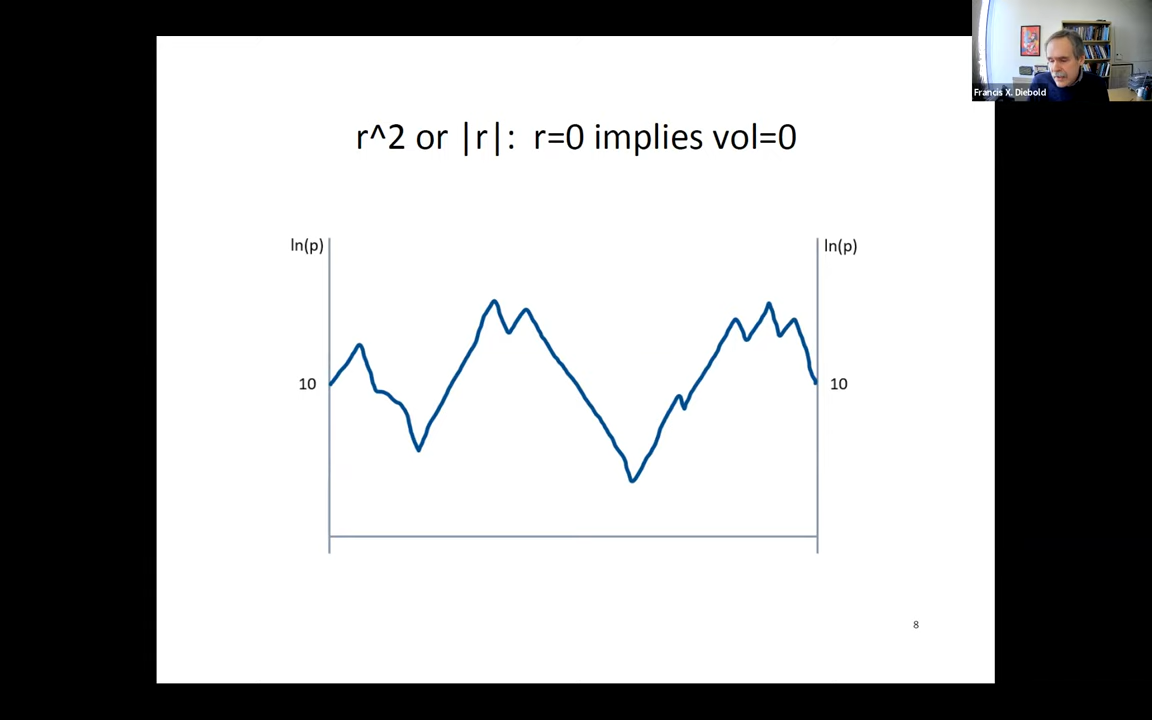 Francis X. Diebold
r^2 or |r|: r=0 implies vol=0
ln(p)
ln(p)
10
10
8